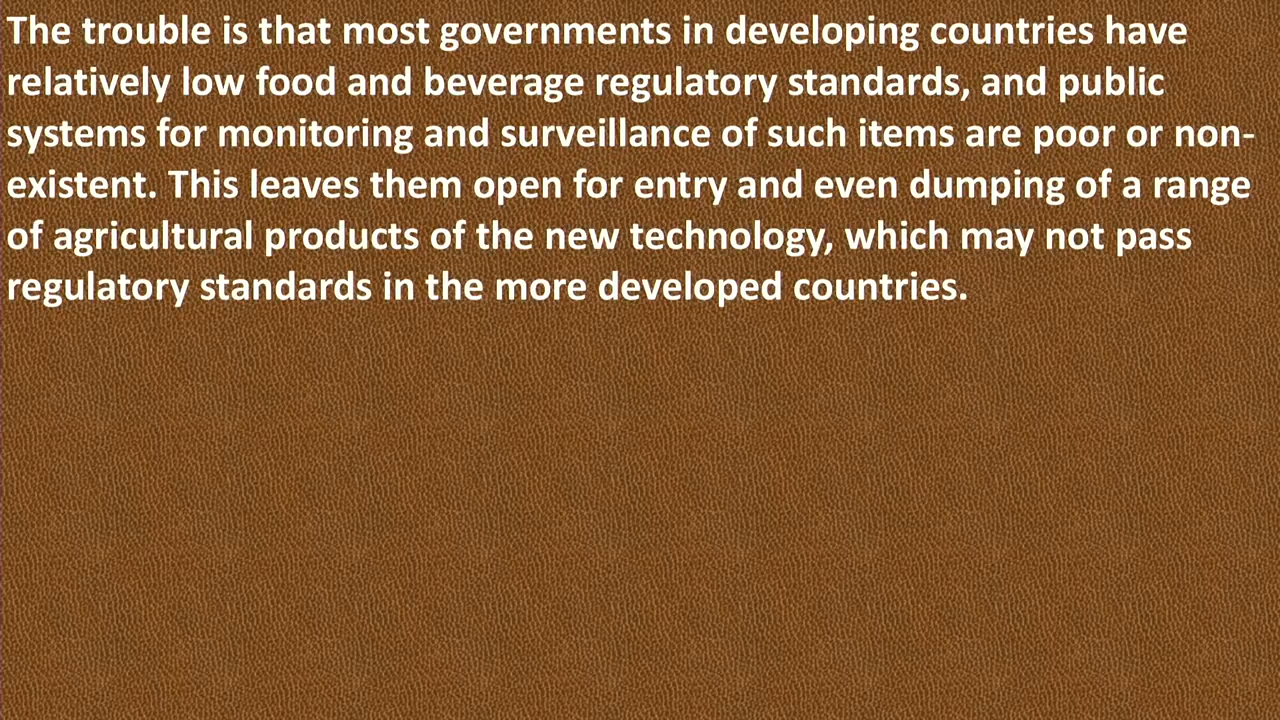 The trouble is that most governments in developing countries have
relatively low food and beverage regulatory standards, and public
systems for monitoring and surveillance of such items are poor or non-
existent. This leaves them open for entry and even dumping of a range
of agricultural products of the new technology, which may not pass
regulatory standards in the more developed countries.